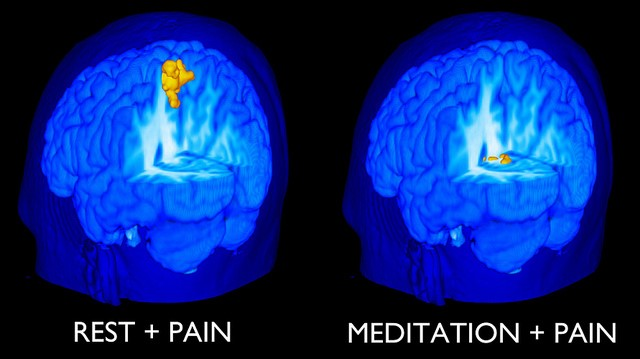 REST + PAIN
MEDITATION + PAIN